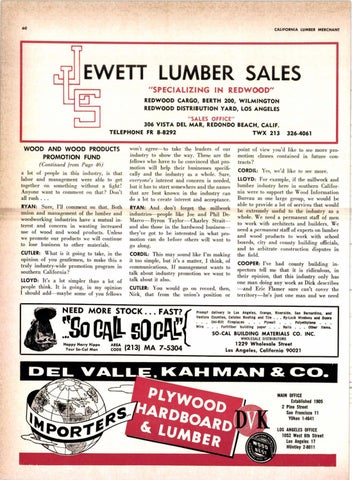 60
CALIFORNIA LUMBER MERCHANT
JEWETT LUMBER SALES
JLS
"SPECIALIZING IN REDWOOD"
REDWOOD CARGO, BERTH 200, WILMINGTON
REDWOOD DISTRIBUTION YARD, LOS ANGELES
"SALES OFFICE"
306 VISTA DEL MAR, REDONDO BEACH, CALIF.
TELEPHONE FR 8-8292 TWX 213 326-4061
WOOD AND WOOD PRODUCTS
PROMOTION FUND
(Continued from Page 46)
a lot of people in this industry, is that
labor and management were able to get
together on something without a fight!
Anyone want to comment on that? Don't
all rush . . .
RYAN: Sure, I'll comment on that. Both
union and management of the lumber and
woodworking industries have a mutual in-
terest and concern in wanting increased
use of wood and wood products. Unless
we promote our products we will continue
to lose business to other materials.
CUTLER: What is it going to take, in the
opinion of you gentlemen, to make this a
truly industry-wide promotion program in
southern California?
LLOYD: It's a lot simpler than a lot of
people think. It is going, in my opinion
should add—maybe some of you fellows
won't agree—to take the leaders of our
industry to show the way. These are the
fellows who have to be convinced that pro-
motion will help their businesses specifi-
cally and the industry as a whole. Sure,
everyone is interested as soon as somebody
but it has to start somewhere and the names
that are best known in the industry can
do a lot to create interest and acceptance.
RYAN: And don't forget the millwork
industries—people like Joe and Phil De-
Marco—Byron Taylor—Charley Strait—
and also those in the hardwood business—
they've got to be interested in what pro-
motion can do before others will want to
go along.
CORDS: This may sound like I'm making
it too simple, but it's a matter, I think, of
communications. If management wants to
talk about industry promotion we want to
talk about it also.
CUTLER: You would go on record, then,
Nick, that from the union's position or
point of view you'd like to see more pro-
motion clauses contained in future con-
tracts?
CORDS: Yes, we'd like to see more.
LLOYD: For example, if the millwork and
lumber industry here in southern Califor-
nia were to support the Wood Information
Bureau as one large group, we would be
able to provide a lot of services that would
be extremely useful to the industry as a
whole. We need a permanent staff of men
to work with architects and builders; we
need a permanent staff of experts on lumber
and wood products to work with school
boards, city and county building officials,
and to arbitrate construction disputes in
the field.
COOPER: I've had county building in-
spectors tell me that it is ridiculous, in
their opinion, that this industry only has
one man doing any work as Dick describes
—and Eric Flamer sure can't cover the
territory—he's just one man and we need
NEED MORE STOCK . . . FAST?
"SO CALL SO CAL"
Happy Harry Nipps
Your So-Cal Man
AREA
CODE
(213) MA 7-5304
SO-CAL BUILDING MATERIALS CO. INC.
WHOLESALE DISTRIBUTORS
1229 Wholesale Street
Los Angeles, California 90021
DEL VALLE, KAHMAN & CO.
IMPORTERS
PLYWOOD
HARDBOARD
& LUMBER
DVK
MAIN OFFICE
Established 1905
2 Pine Street
San Francisco 11
YUkon 1-4841
LOS ANGELES OFFICE
1052 West 6th Street
Los Angeles 17
HUntley 2-8011